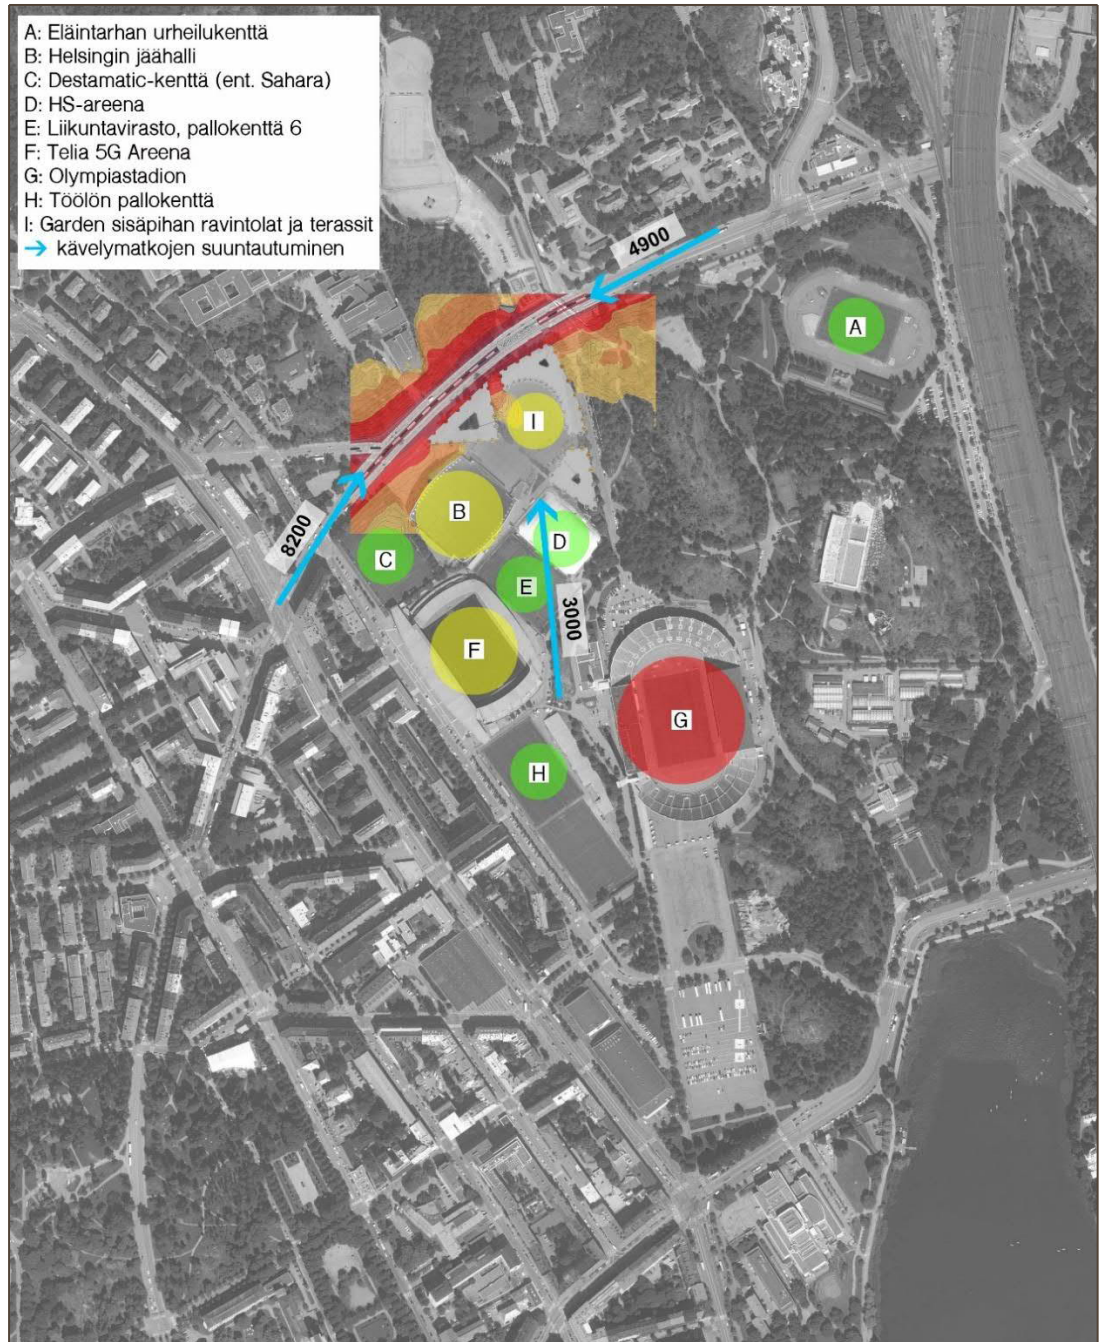 A: Eläintarhan urheilukenttä
B: Helsingin jäähalli
C: Destamatic-kenttä (ent. Sahara)
D: HS-areena
E: Liikuntavirasto, pallokenttä 6
F: Telia 5G Areena
G: Olympiastadion
H: Töölön pallokenttä
I: Garden sisäpihan ravintolat ja terassit
→ kävelymatkojen suuntautuminen
4900
A
I
8200
B
C
D
E
3000
F
G
H